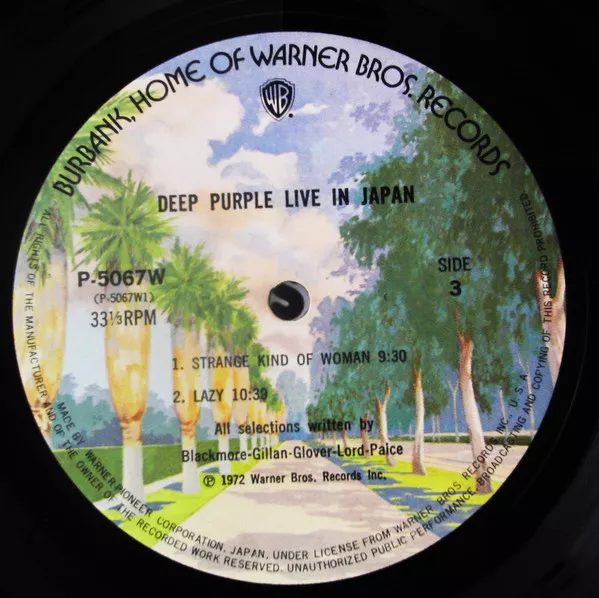 BURBANK, HOME OF WARNER BROS. RECORDS
WB
DEEP PURPLE LIVE IN JAPAN
P-5067W
(P-5067W1)
33⅓RPM
SIDE
3
1. STRANGE KIND OF WOMAN 9:30
2. LAZY 10:39
All selections written by
Blackmore-Gillan-Glover-Lord-Paice
Ⓟ 1972 Warner Bros. Records Inc.
MADE BY WARNER-PIONEER CORPORATION, JAPAN, UNDER LICENSE FROM WARNER BROS. RECORDS INC., U.S.A.
ALL RIGHTS OF THE MANUFACTURER AND OF THE OWNER OF THE RECORDED WORK RESERVED. UNAUTHORIZED PUBLIC PERFORMANCE, BROADCASTING AND COPYING OF THIS RECORD PROHIBITED